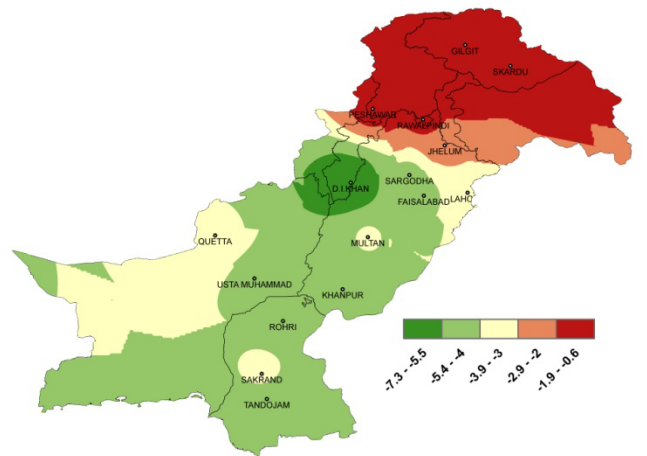 GILGIT
SKARDU
PESHAWAR
RAWALPINDI
JHELUM
D.I.KHAN
SARGODHA
FAISALABAD
LAHO
QUETTA
MULTAN
USTA MUHAMMAD
KHANPUR
ROHRI
SAKRAND
TANDOJAM
-7.3 - -5.5
-5.4 - -4
-3.9 - -3
-2.9 - -2
-1.9 - -0.6